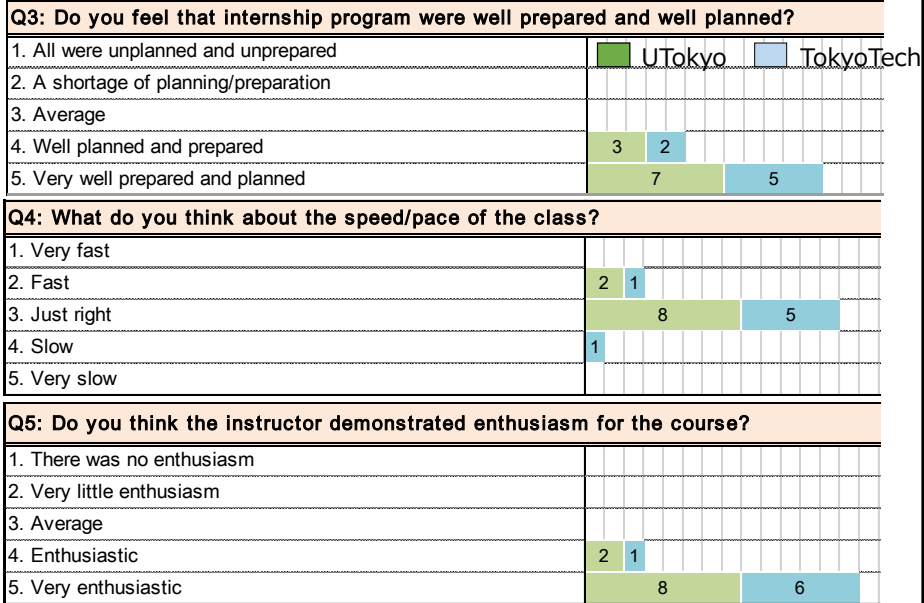 Q3: Do you feel that internship program were well prepared and well planned?
1. All were unplanned and unprepared
UTokyo TokyoTech
2. A shortage of planning/preparation
3. Average
4. Well planned and prepared 3 2
5. Very well prepared and planned 7 5
Q4: What do you think about the speed/pace of the class?
1. Very fast
2. Fast 2 1
3. Just right 8 5
4. Slow 1
5. Very slow
Q5: Do you think the instructor demonstrated enthusiasm for the course?
1. There was no enthusiasm
2. Very little enthusiasm
3. Average
4. Enthusiastic 2 1
5. Very enthusiastic 8 6